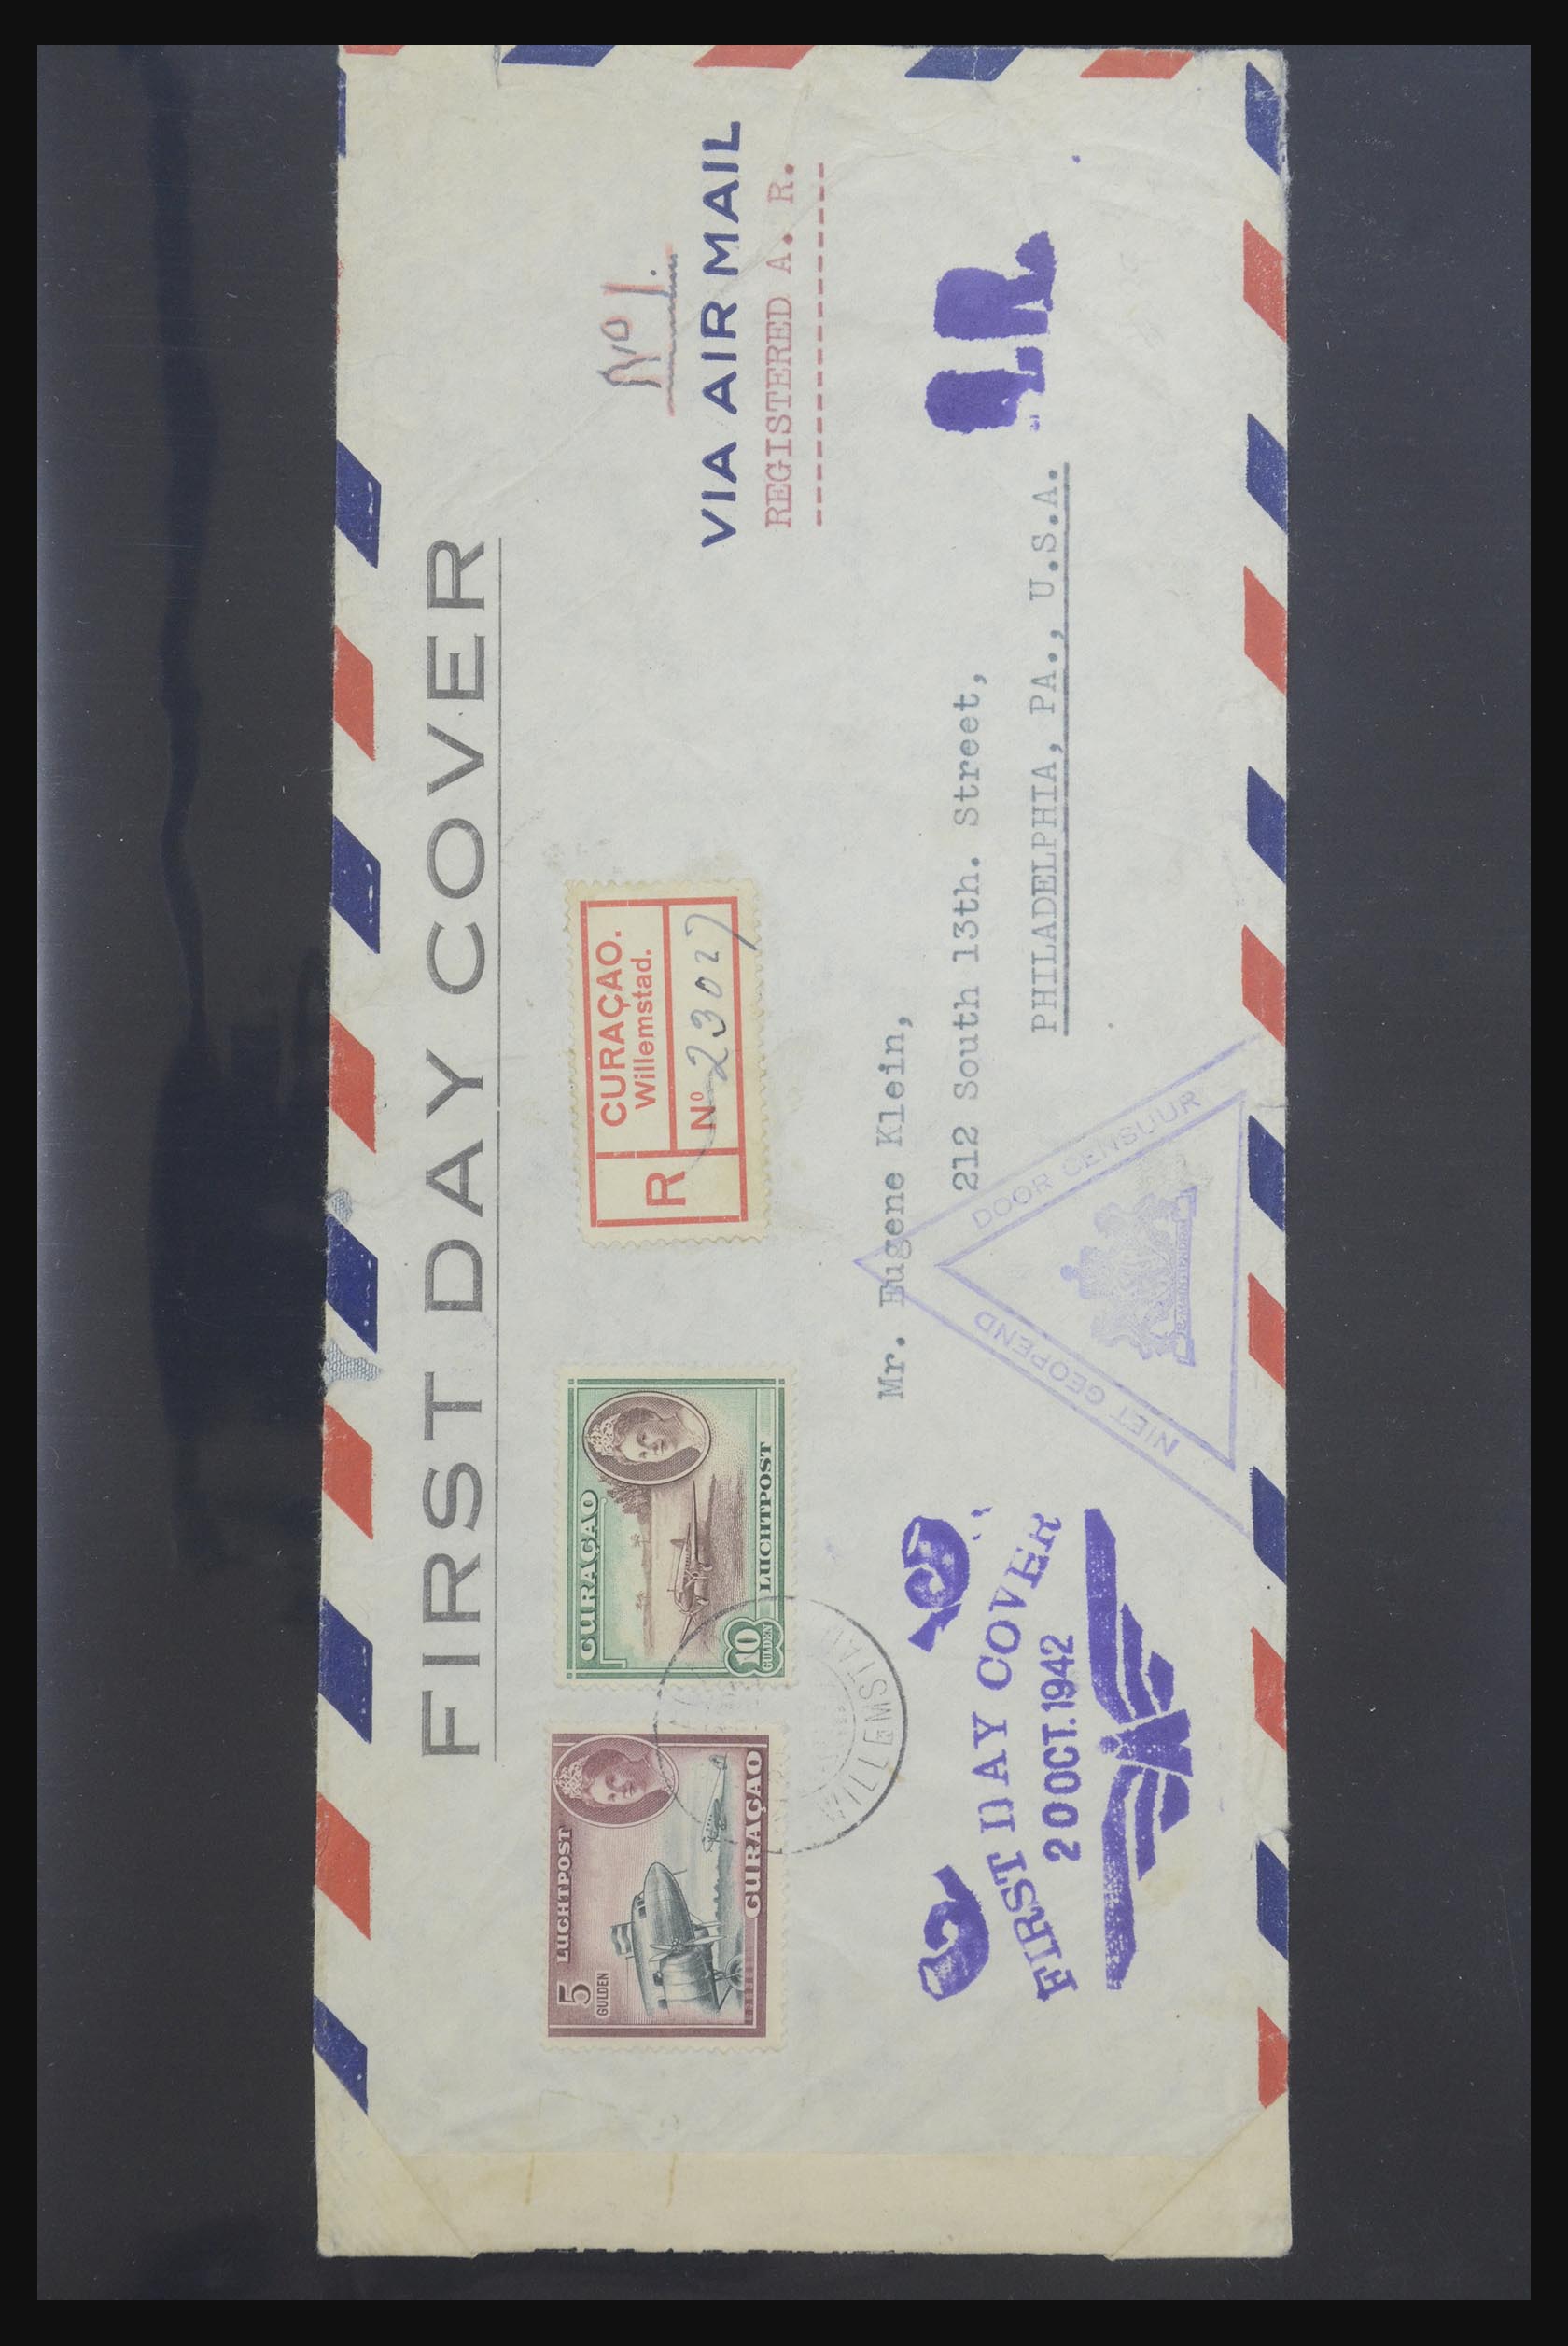 FIRST DAY COVER
Nº 1.
VIA AIR MAIL
REGISTERED A. R.
R
CURAÇAO.
Willemstad.
Nº 23027
5
GULDEN
LUCHTPOST
CURAÇAO
CURAÇAO
10
GULDEN
LUCHTPOST
WILLEMSTAD
Mr. Eugene Klein,
212 South 13th. Street,
PHILADELPHIA, PA., U.S.A.
FIRST DAY COVER
20 OCT. 1942
NIET GEOPEND
DOOR CENSUUR